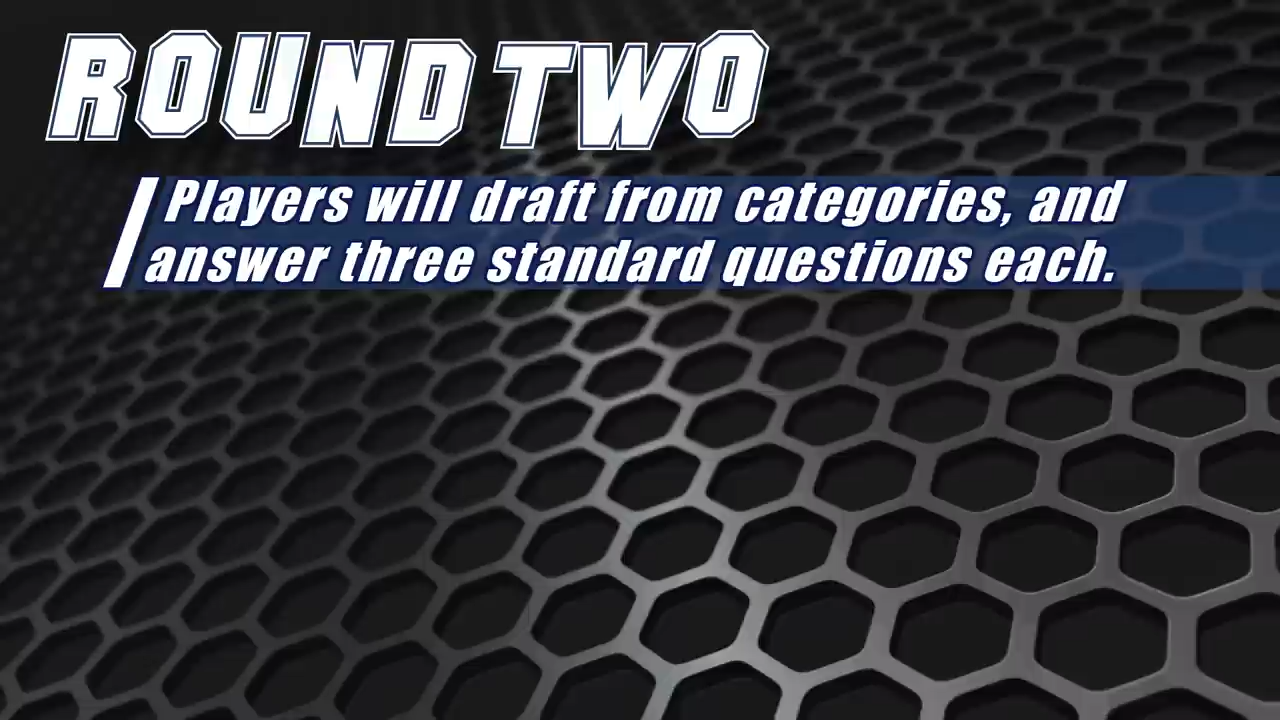 ROUND TWO
Players will draft from categories, and
answer three standard questions each.